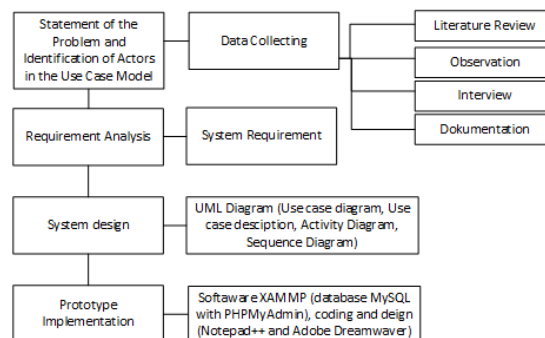 Statement of the
Problem and
Identification of Actors
in the Use Case Model
Data Collecting
Literature Review
Observation
Interview
Dokumentation
Requirement Analysis
System Requirement
System design
UML Diagram (Use case diagram, Use
case desciption, Activity Diagram,
Sequence Diagram)
Prototype
Implementation
Softaware XAMMP (database MySQL
with PHPMyAdmin), coding and deign
(Notepad++ and Adobe Dreamwaver)